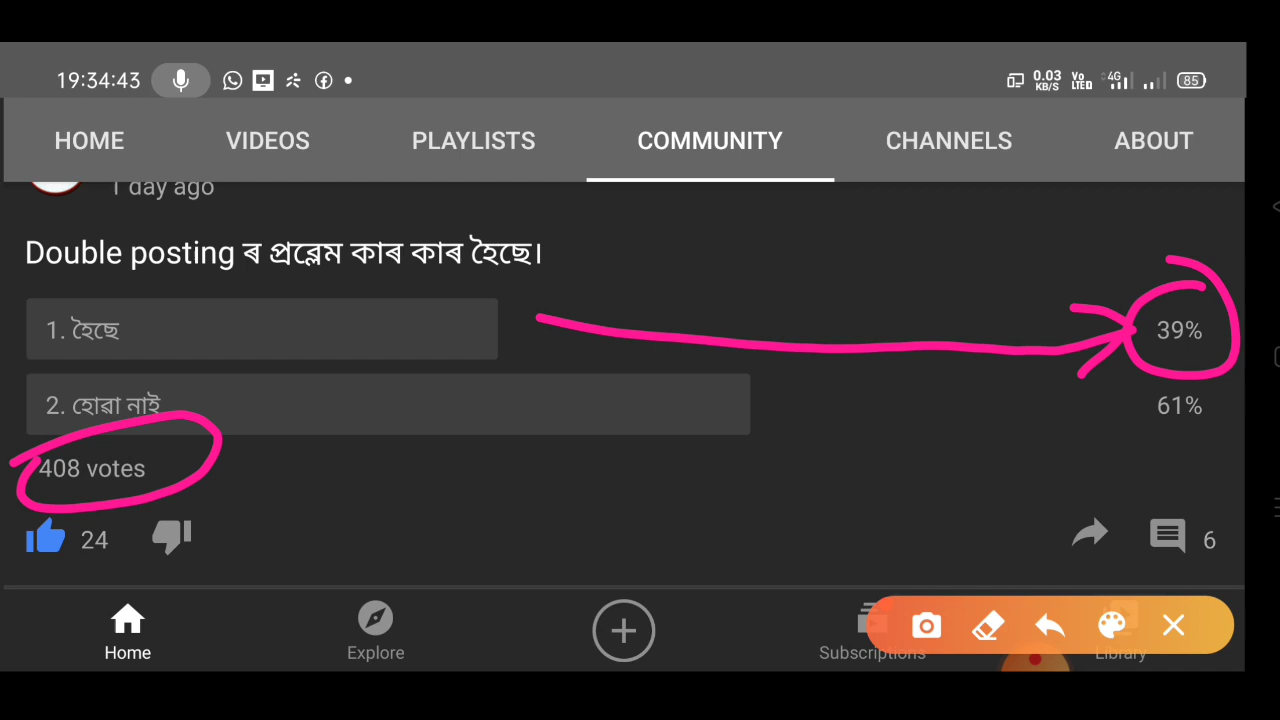 19:34:43 0.03 KB/S Vo LTE 4G 85
HOME VIDEOS PLAYLISTS COMMUNITY CHANNELS ABOUT
1 day ago
Double posting ৰ প্ৰব্লেম কাৰ কাৰ হৈছে।
1. হৈছে 39%
2. হোৱা নাই 61%
408 votes
24 6
Home Explore Subscriptions Library